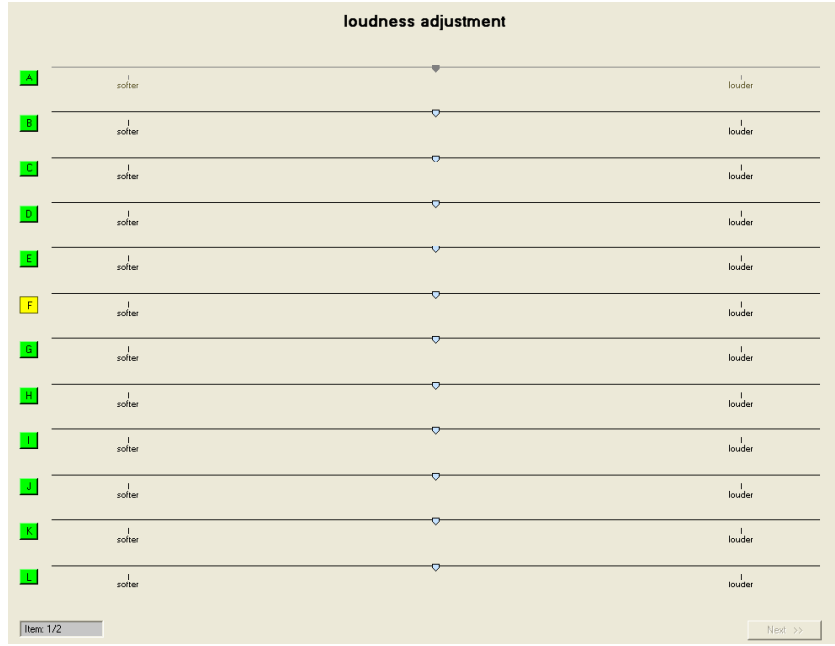 loudness adjustment
A
softer louder
B
softer louder
C
softer louder
D
softer louder
E
softer louder
F
softer louder
G
softer louder
H
softer louder
I
softer louder
J
softer louder
K
softer louder
L
softer louder
Item: 1/2 Next >>